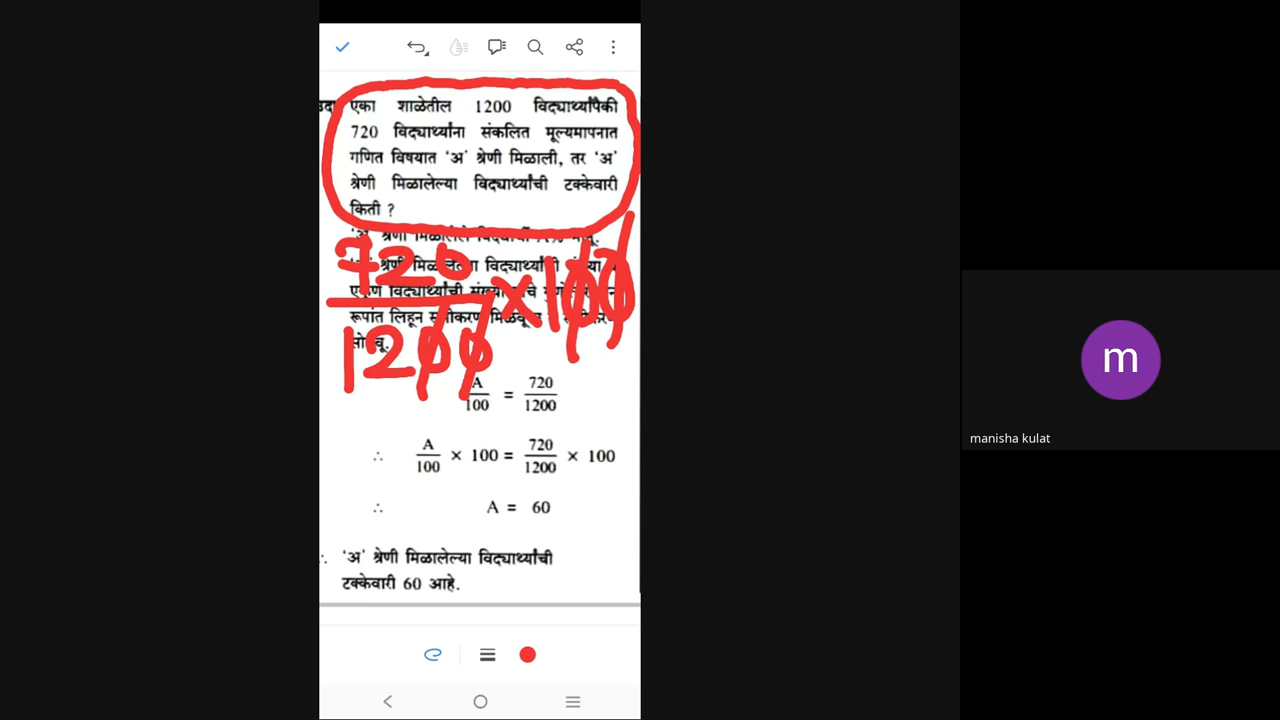 उदा एका शाळेतील 1200 विद्यार्थ्यांपैकी
720 विद्यार्थ्यांना संकलित मूल्यमापनात
गणित विषयात ‘अ’ श्रेणी मिळाली, तर ‘अ’
श्रेणी मिळालेल्या विद्यार्थ्यांची टक्केवारी
किती ?
‘अ’ श्रेणी मिळालेले विद्यार्थी
श्रेणी मिळालेल्या विद्यार्थ्यांची
विद्यार्थ्यांची
रूपांत लिहून
720
1200 × 100
A/100 = 720/1200
∴ A/100 × 100 = 720/1200 × 100
∴ A = 60
∴ ‘अ’ श्रेणी मिळालेल्या विद्यार्थ्यांची
टक्केवारी 60 आहे.
m
manisha kulat